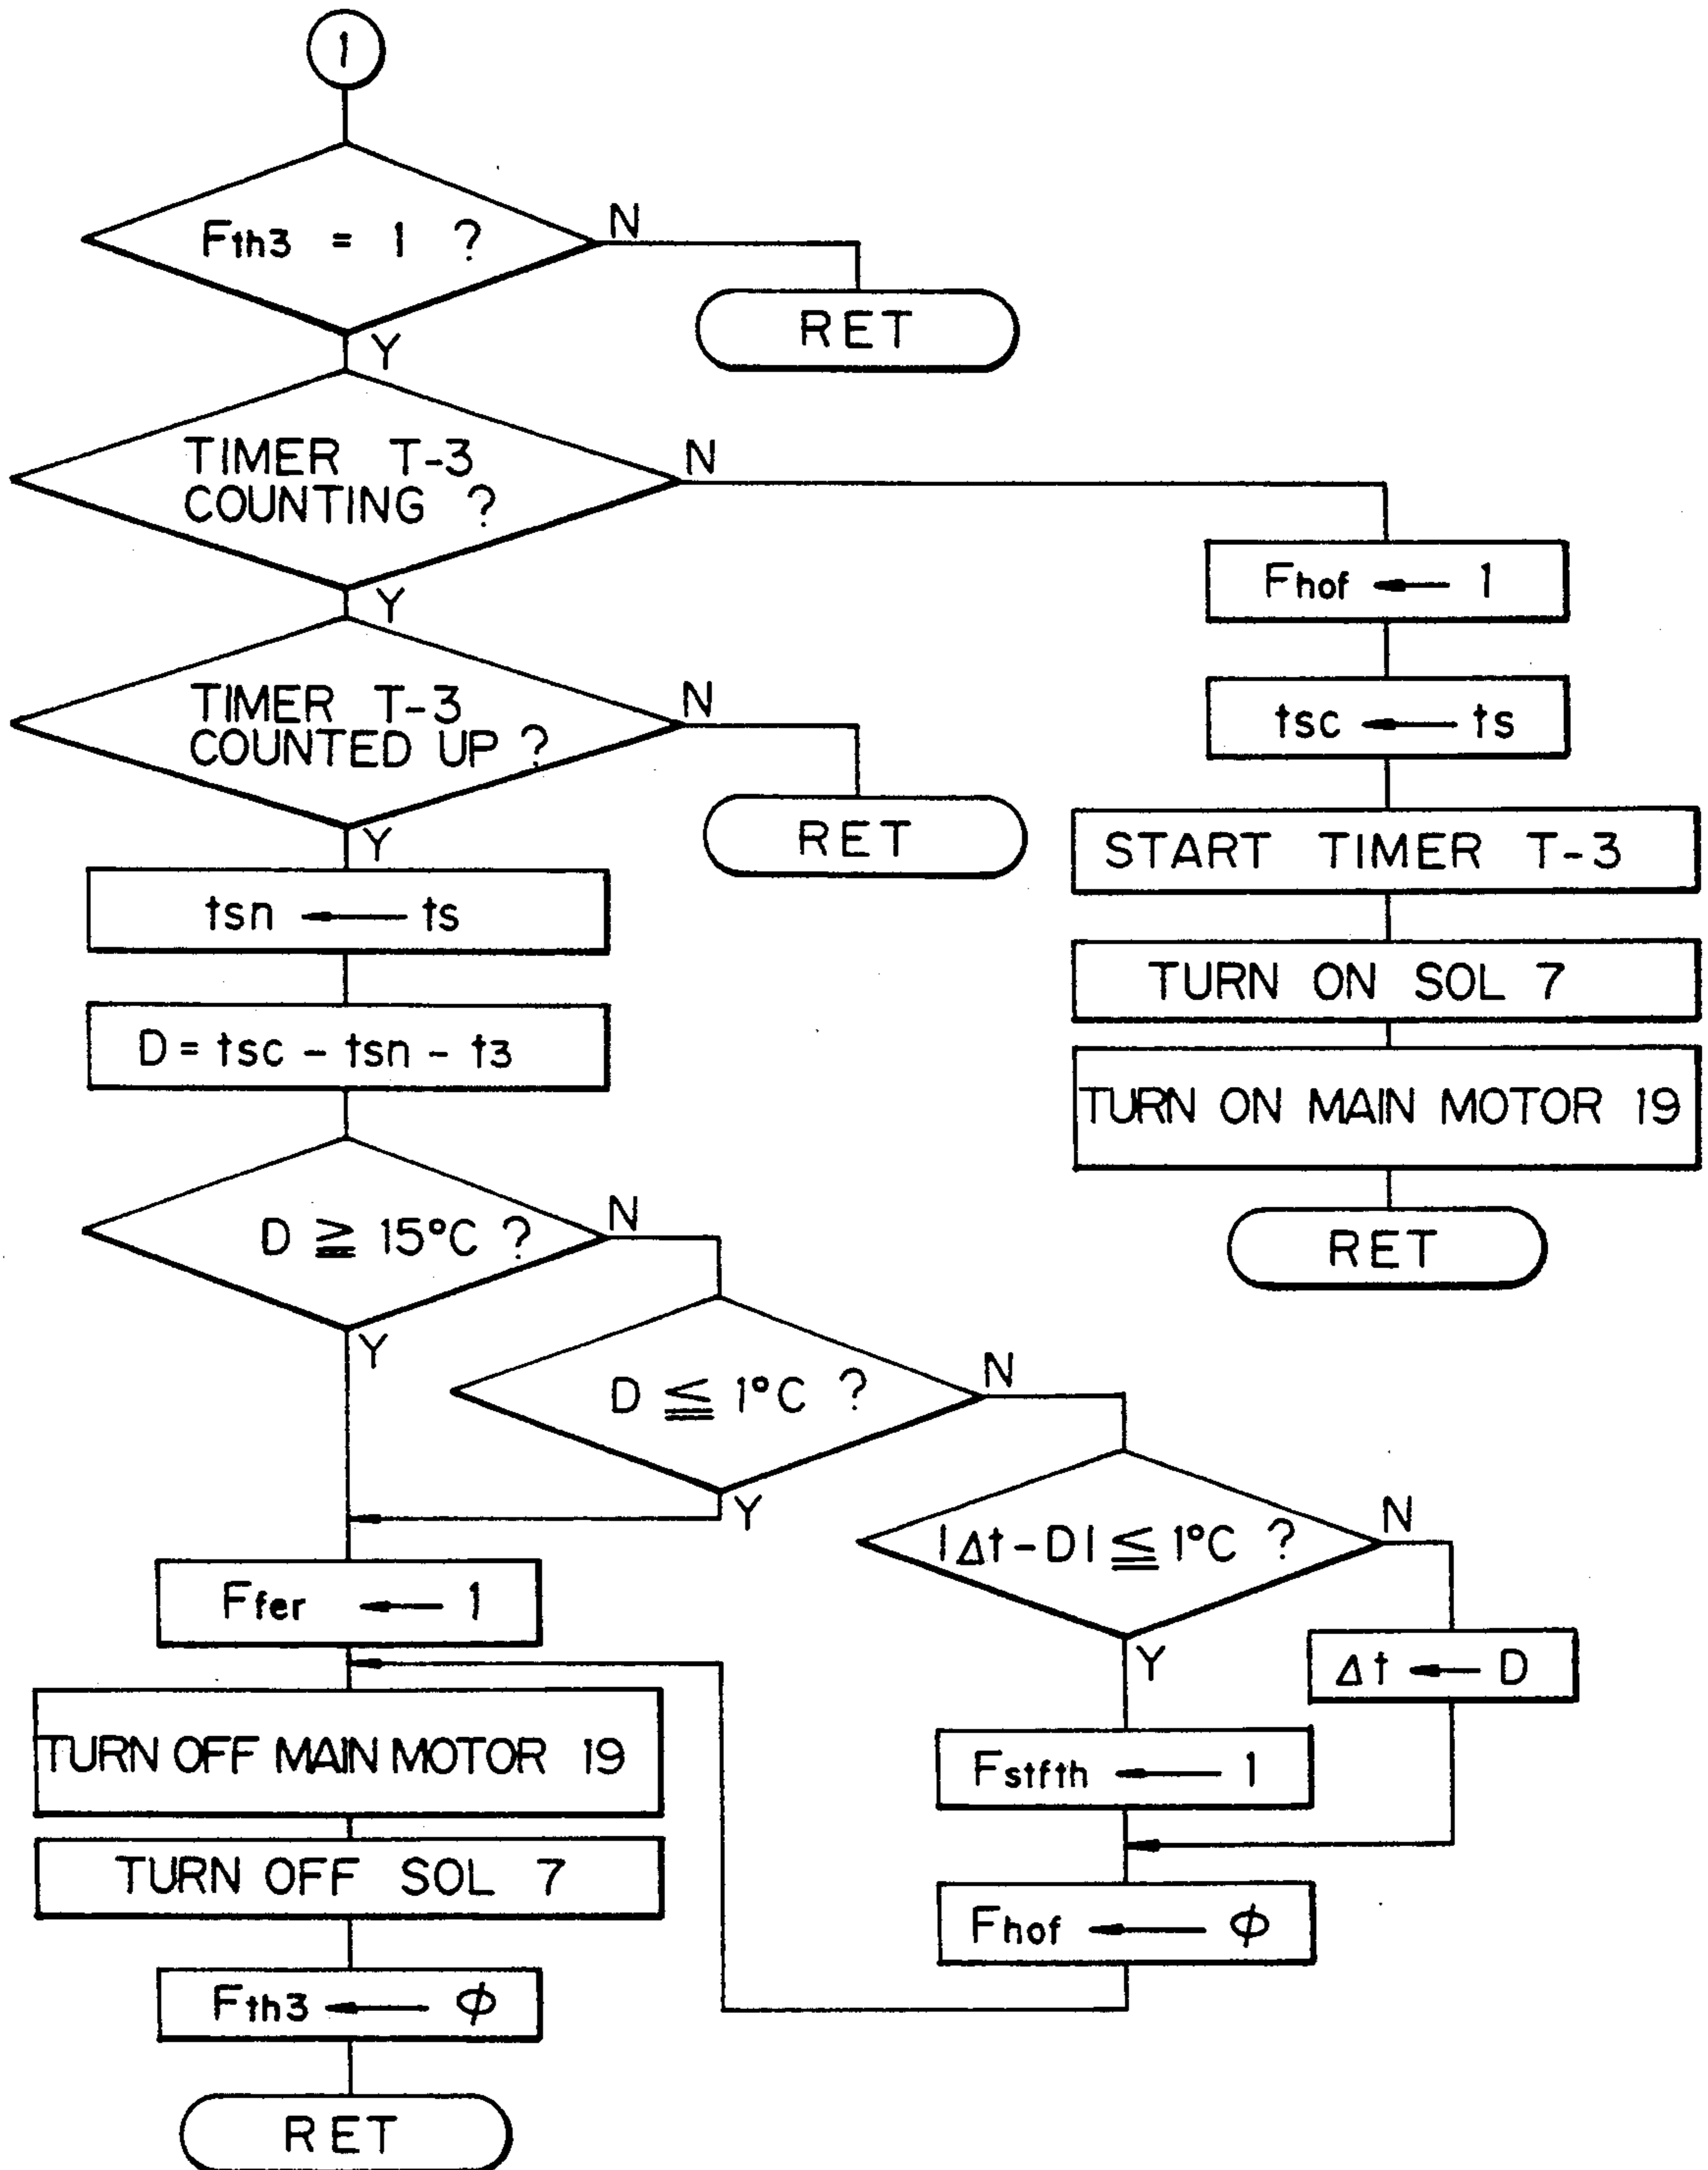 1
Fth3 = 1 ?
N
RET
Y
TIMER T-3
COUNTING ?
N
Y
Fhof ← 1
tsc ← ts
START TIMER T-3
TURN ON SOL 7
TURN ON MAIN MOTOR 19
RET
TIMER T-3
COUNTED UP ?
N
RET
Y
tsn ← ts
D = tsc - tsn - t3
D ≧ 15°C ?
N
Y
D ≦ 1°C ?
N
Y
|Δt-D| ≦ 1°C ?
N
Y
Δt ← D
Fstfth ← 1
Fhof ← φ
Ffer ← 1
TURN OFF MAIN MOTOR 19
TURN OFF SOL 7
Fth3 ← φ
RET